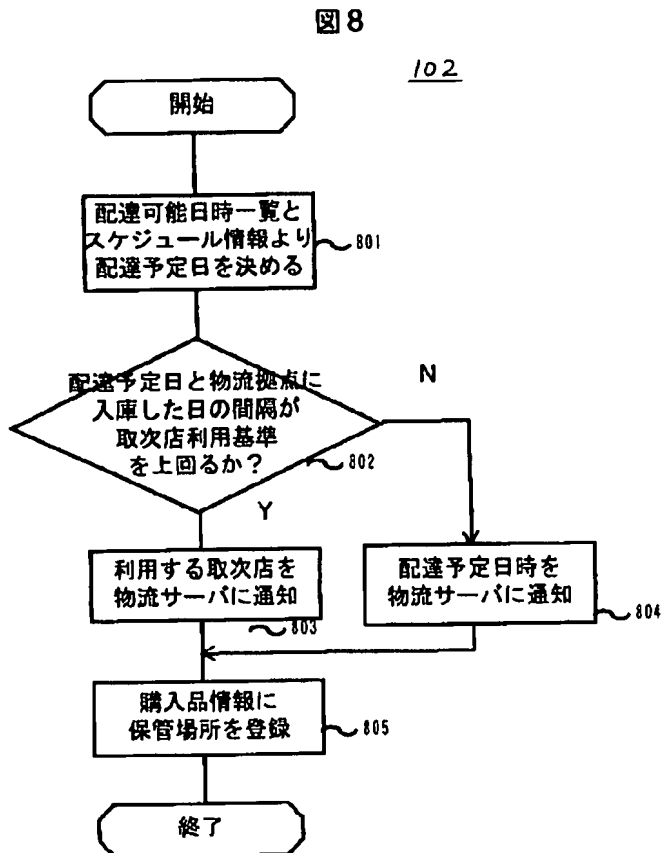 図8
102
開始
配達可能日時一覧と
スケジュール情報より
配達予定日を決める
801
配達予定日と物流拠点に
入庫した日の間隔が
取次店利用基準
を上回るか?
802
N
Y
利用する取次店を
物流サーバに通知
803
配達予定日時を
物流サーバに通知
804
購入品情報に
保管場所を登録
805
終了